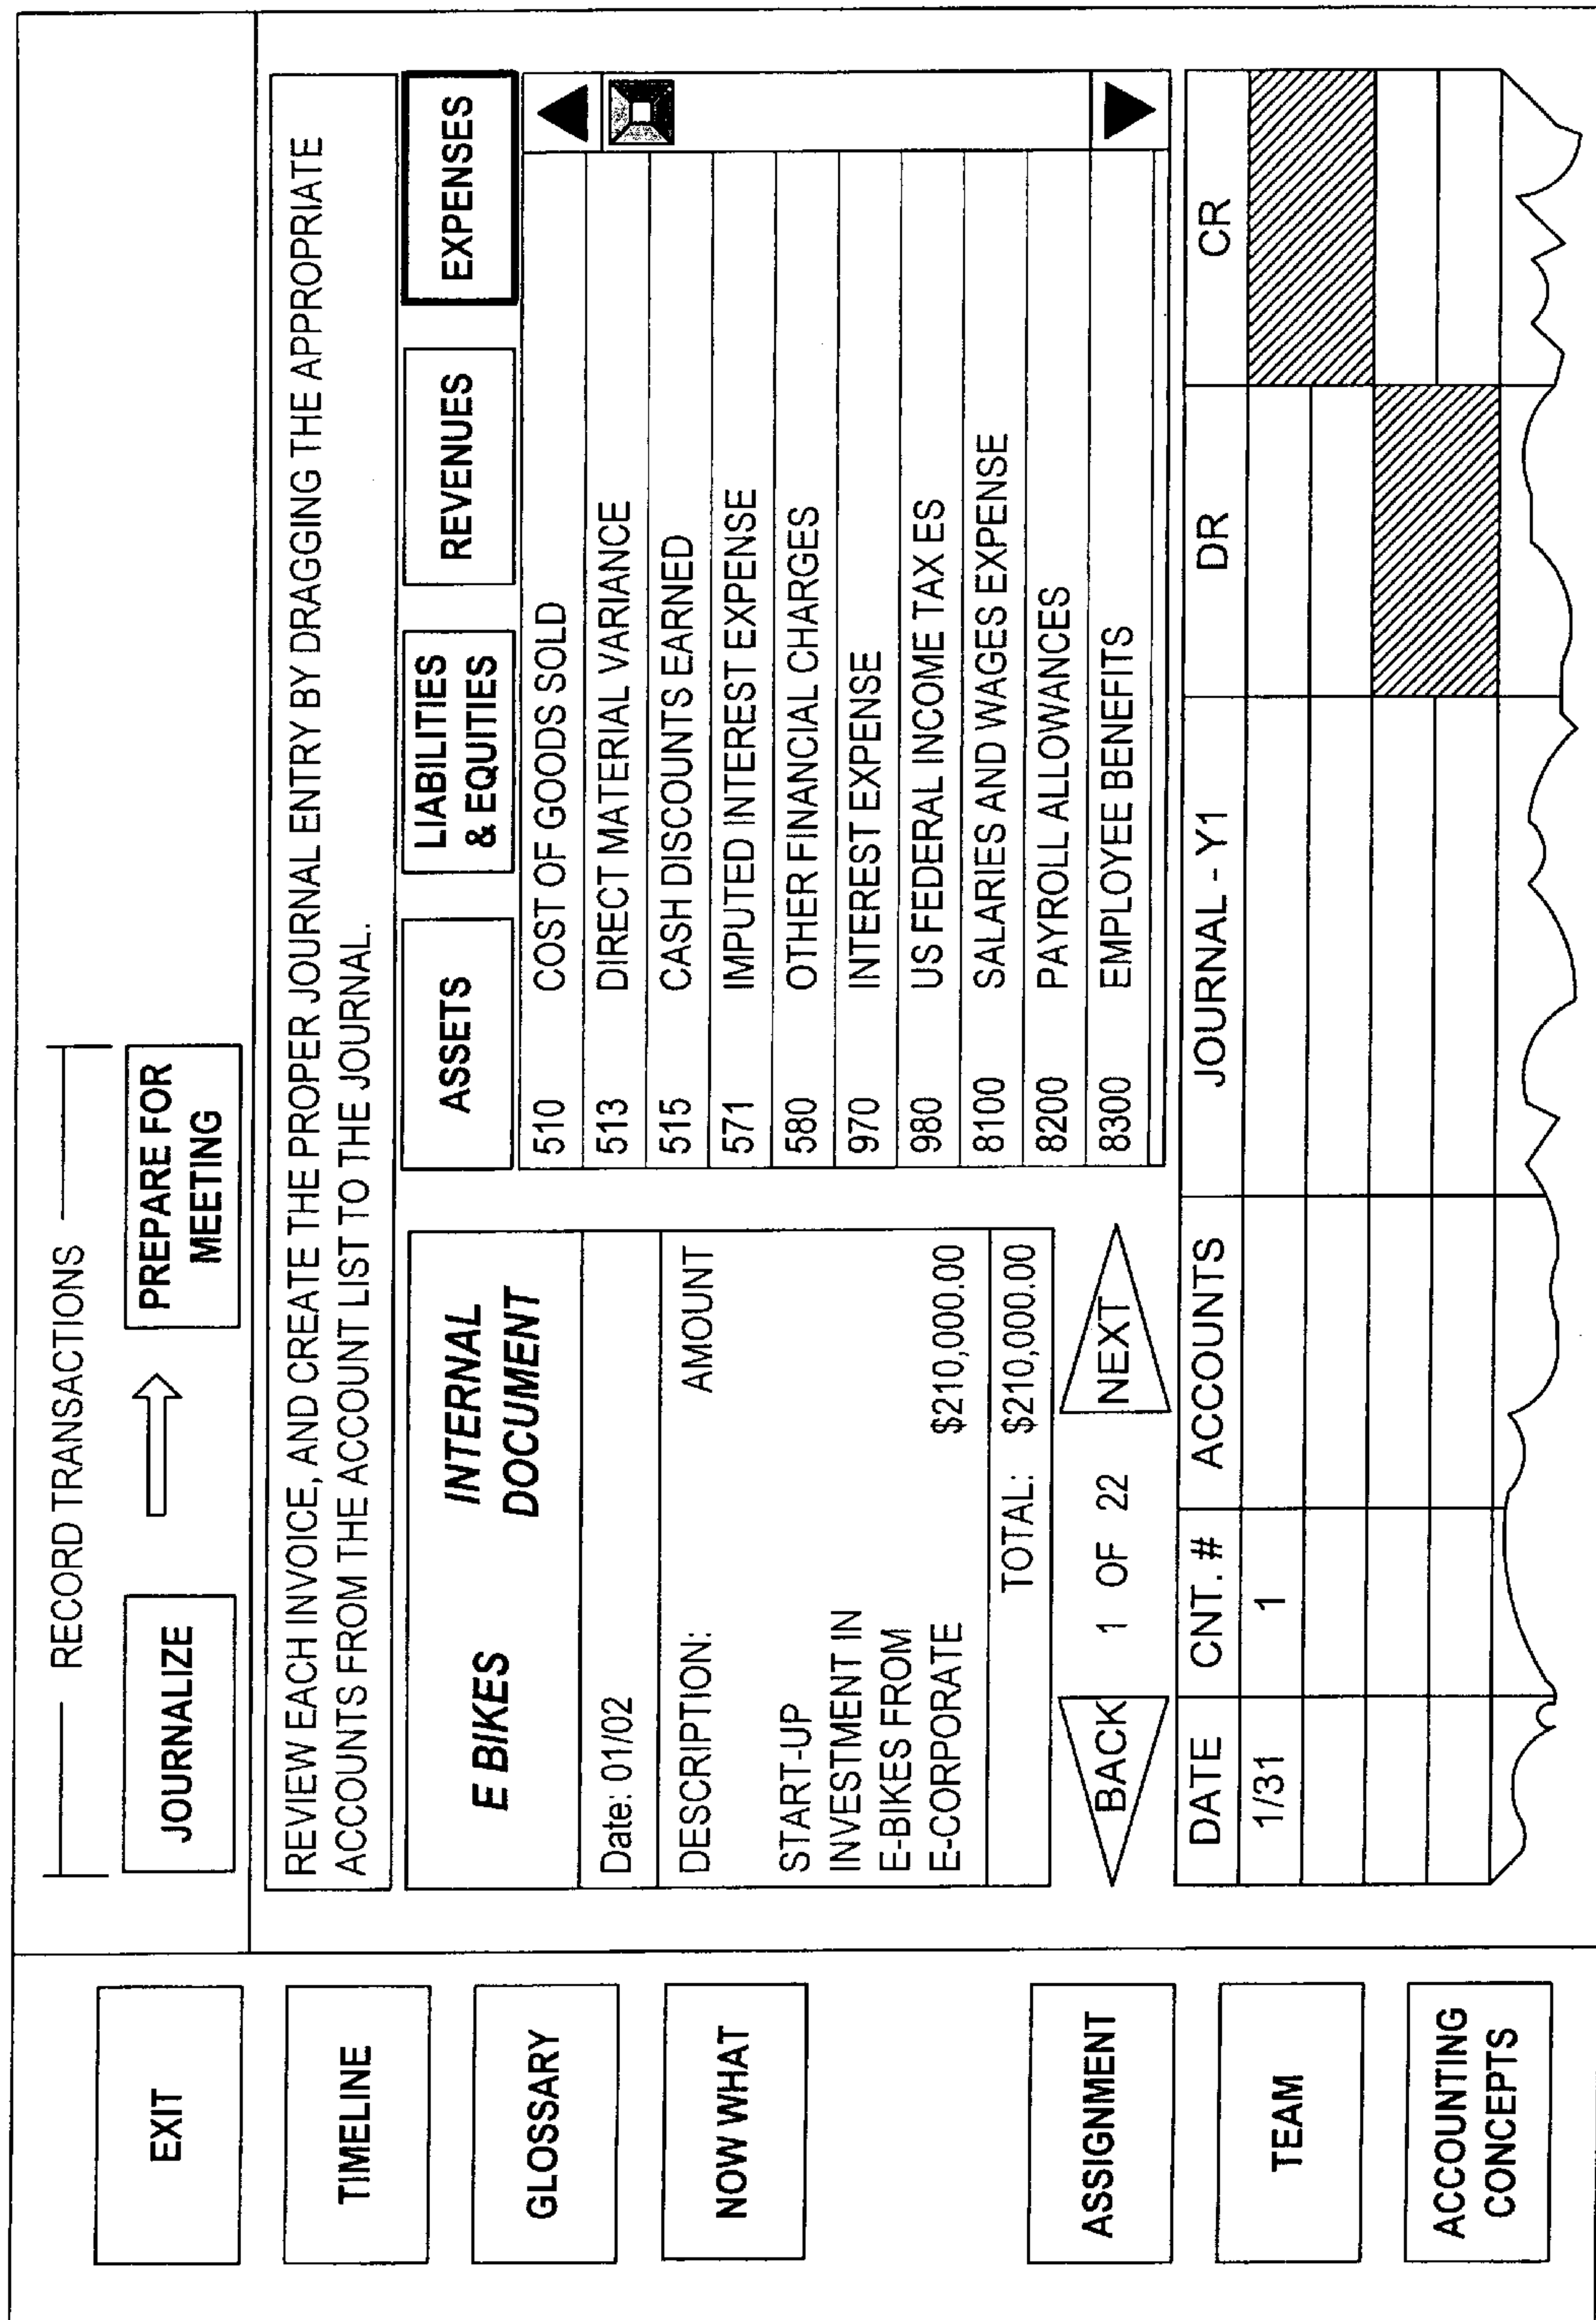 RECORD TRANSACTIONS
EXIT
JOURNALIZE
PREPARE FOR
MEETING
TIMELINE
GLOSSARY
NOW WHAT
ASSIGNMENT
TEAM
ACCOUNTING
CONCEPTS
REVIEW EACH INVOICE, AND CREATE THE PROPER JOURNAL ENTRY BY DRAGGING THE APPROPRIATE
ACCOUNTS FROM THE ACCOUNT LIST TO THE JOURNAL.
E BIKES INTERNAL
DOCUMENT
Date: 01/02
DESCRIPTION: AMOUNT
START-UP
INVESTMENT IN
E-BIKES FROM
E-CORPORATE $210,000.00
TOTAL: $210,000.00
BACK 1 OF 22 NEXT
ASSETS
LIABILITIES
& EQUITIES
REVENUES
EXPENSES
510 COST OF GOODS SOLD
513 DIRECT MATERIAL VARIANCE
515 CASH DISCOUNTS EARNED
571 IMPUTED INTEREST EXPENSE
580 OTHER FINANCIAL CHARGES
970 INTEREST EXPENSE
980 US FEDERAL INCOME TAX ES
8100 SALARIES AND WAGES EXPENSE
8200 PAYROLL ALLOWANCES
8300 EMPLOYEE BENEFITS
DATE CNT. # ACCOUNTS JOURNAL - Y1 DR CR
1/31 1